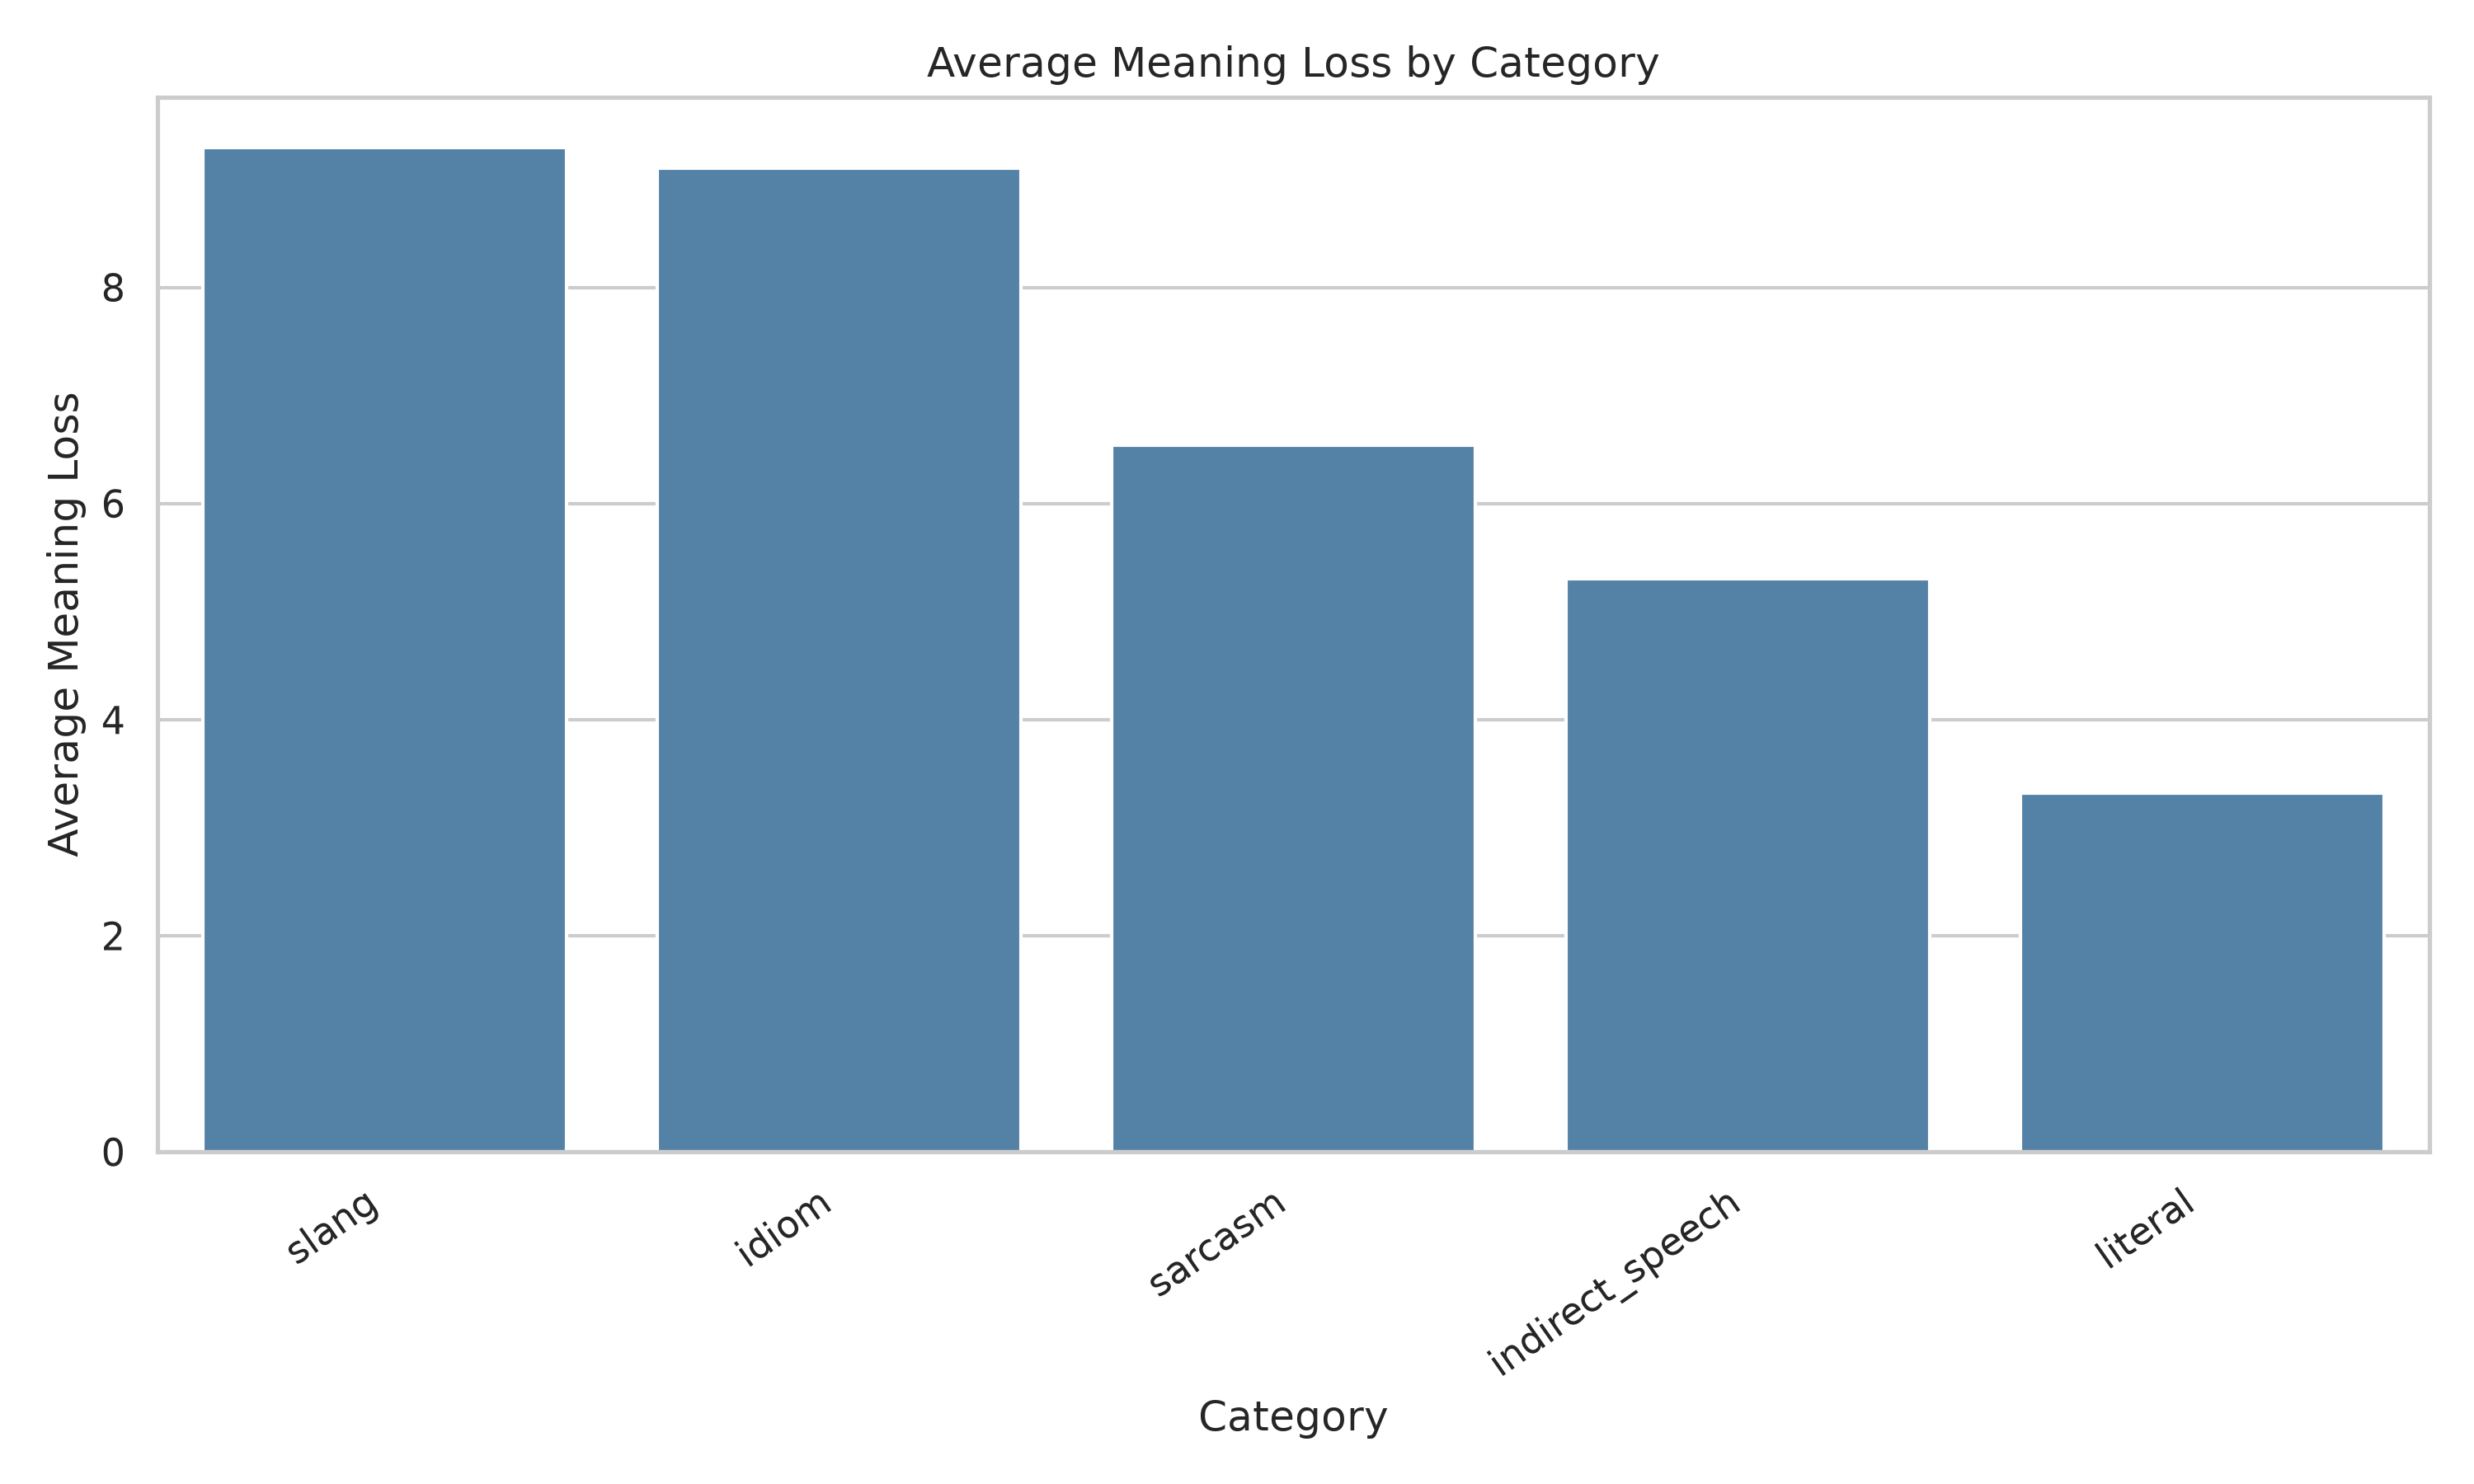 Average Meaning Loss by Category
Average Meaning Loss
8
6
4
2
0
slang
idiom
sarcasm
indirect_speech
literal
Category